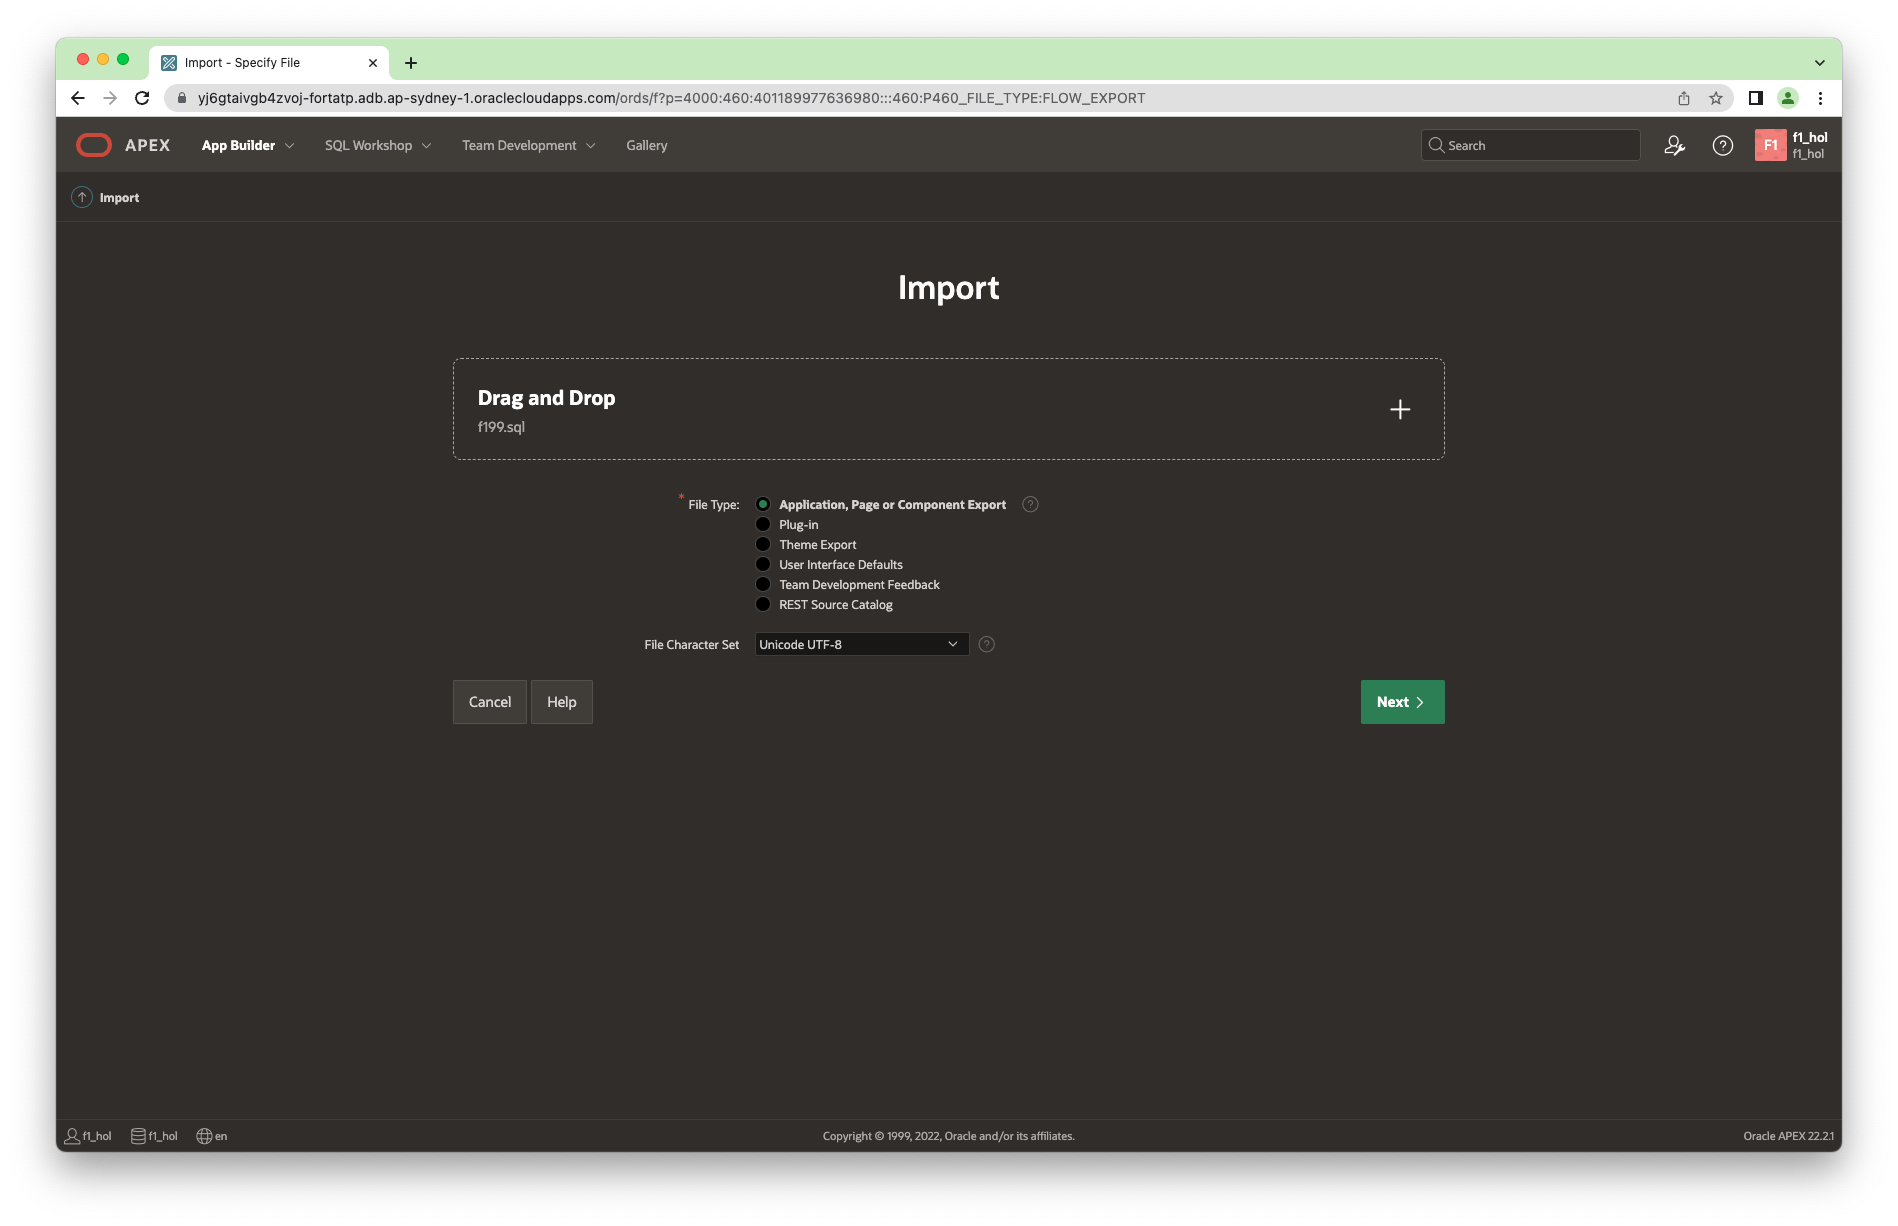 Import - Specify File
yj6gtaivgb4zvoj-fortatp.adb.ap-sydney-1.oraclecloudapps.com/ords/f?p=4000:460:401189977636980:::460:P460_FILE_TYPE:FLOW_EXPORT
APEX App Builder SQL Workshop Team Development Gallery Search F1 f1_hol
f1_hol
Import
Import
Drag and Drop
f199.sql
* File Type: Application, Page or Component Export ?
Plug-in
Theme Export
User Interface Defaults
Team Development Feedback
REST Source Catalog
File Character Set Unicode UTF-8 ?
Cancel Help Next
f1_hol f1_hol en Copyright © 1999, 2022, Oracle and/or its affiliates. Oracle APEX 22.2.1